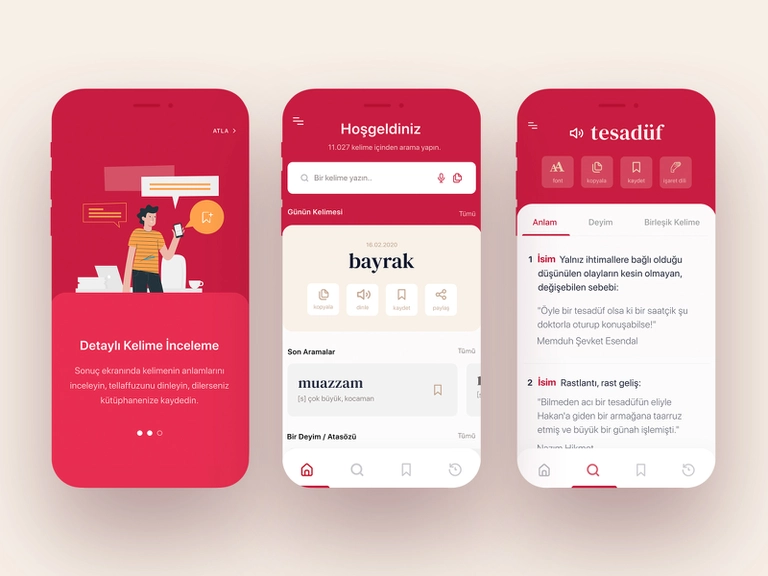 ATLA
Detaylı Kelime İnceleme
Sonuç ekranında kelimenin anlamlarını
inceleyin, tellaffuzunu dinleyin, dilerseniz
kütüphanenize kaydedin.
Hoşgeldiniz
11.027 kelime içinden arama yapın.
Bir kelime yazın..
Günün Kelimesi
Tümü
16.02.2020
bayrak
kopyala
dinle
kaydet
paylaş
Son Aramalar
Tümü
muazzam
[s] çok büyük, kocaman
Bir Deyim / Atasözü
Tümü
tesadüf
AA
font
kopyala
kaydet
işaret dili
Anlam
Deyim
Birleşik Kelime
1 İsim Yalnız ihtimallere bağlı olduğu
düşünülen olayların kesin olmayan,
değişebilen sebebi:
“Öyle bir tesadüf olsa ki bir saatçik şu
doktorla oturup konuşabilse!”
Memduh Şevket Esendal
2 İsim Rastlantı, rast geliş:
“Bilmeden acı bir tesadüfün eliyle
Hakan'a giden bir armağana taarruz
etmiş ve büyük bir günah işlemişti.”
Nazım Hikmet